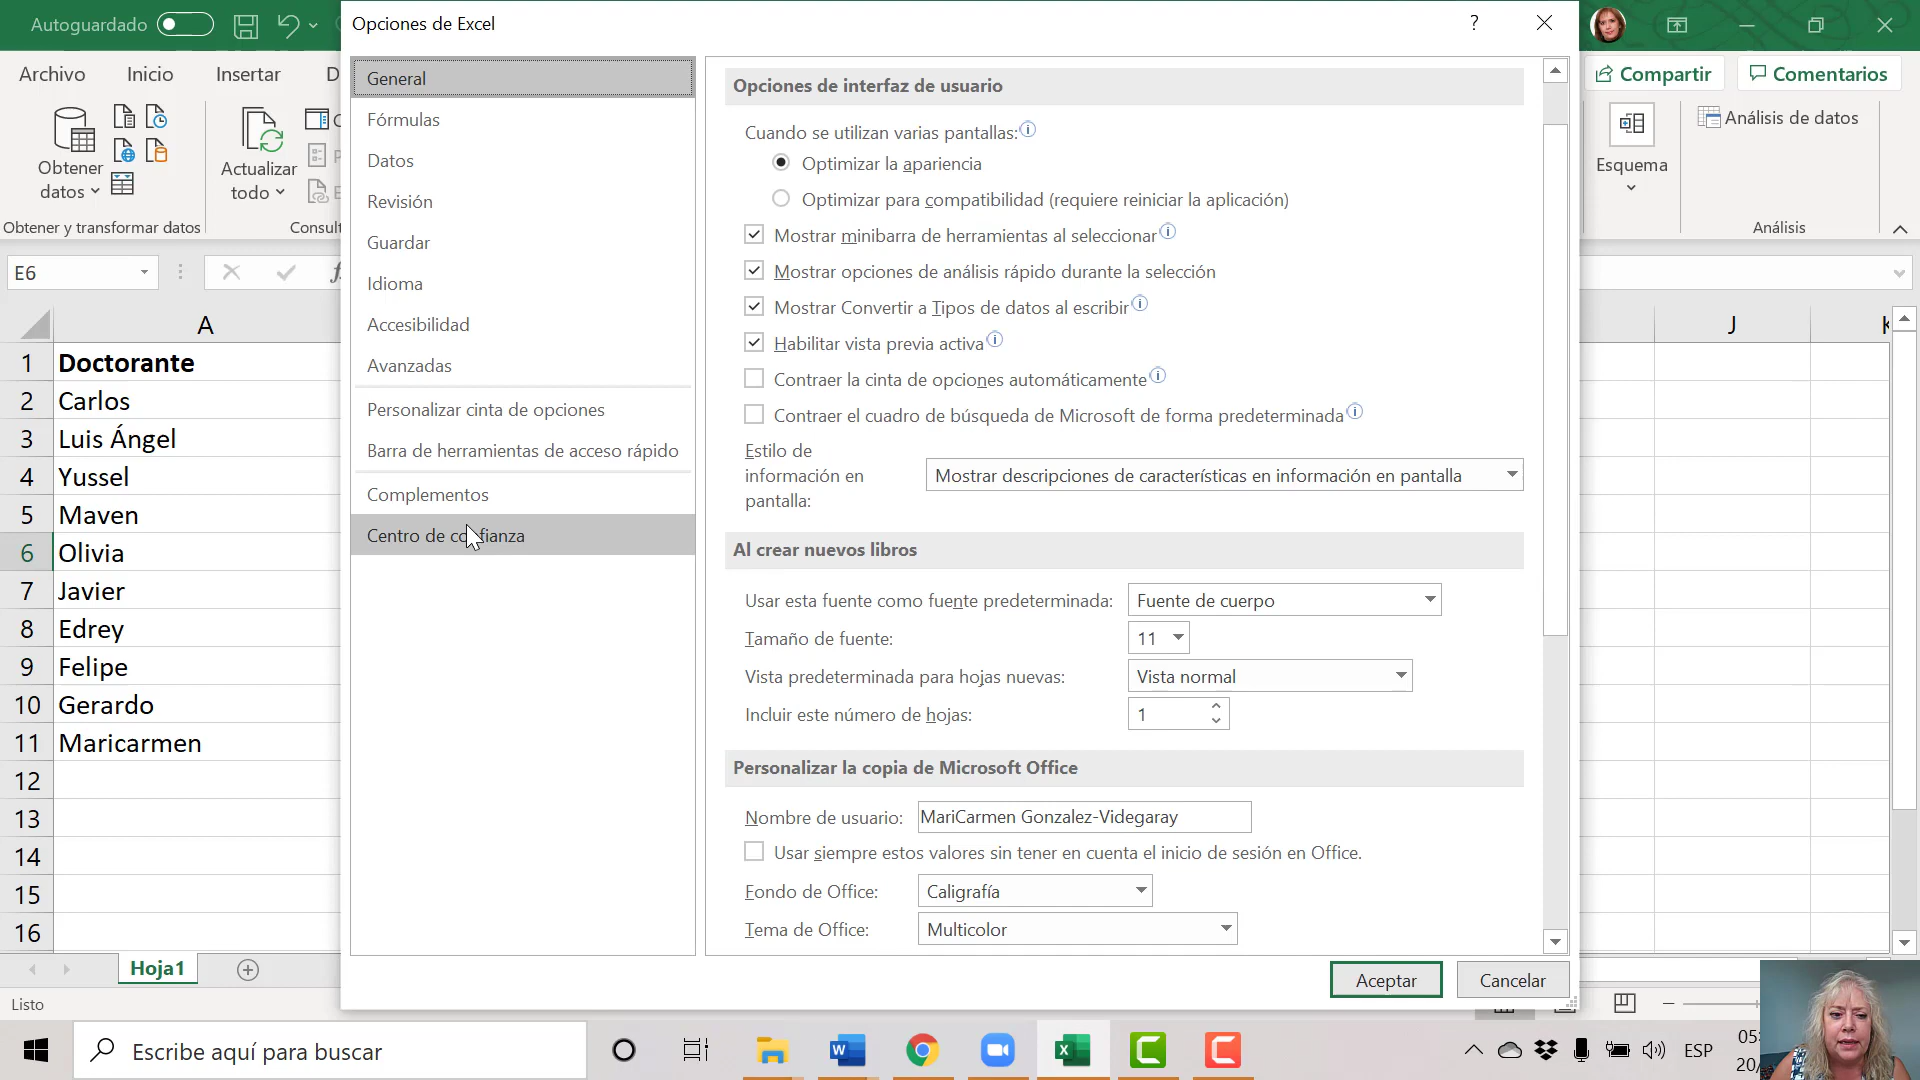 Autoguardado
Opciones de Excel
?
Archivo
Inicio
Insertar
D
Compartir
Comentarios
Obtener
datos
Actualizar
todo
Obtener y transformar datos
Consult
Esquema
Análisis de datos
Análisis
E6
General
Fórmulas
Datos
Revisión
Guardar
Idioma
Accesibilidad
Avanzadas
Personalizar cinta de opciones
Barra de herramientas de acceso rápido
Complementos
Centro de confianza
Opciones de interfaz de usuario
Cuando se utilizan varias pantallas:
Optimizar la apariencia
Optimizar para compatibilidad (requiere reiniciar la aplicación)
Mostrar minibarra de herramientas al seleccionar
Mostrar opciones de análisis rápido durante la selección
Mostrar Convertir a Tipos de datos al escribir
Habilitar vista previa activa
Contraer la cinta de opciones automáticamente
Contraer el cuadro de búsqueda de Microsoft de forma predeterminada
Estilo de
información en
pantalla:
Mostrar descripciones de características en información en pantalla
Al crear nuevos libros
Usar esta fuente como fuente predeterminada: Fuente de cuerpo
Tamaño de fuente: 11
Vista predeterminada para hojas nuevas: Vista normal
Incluir este número de hojas: 1
Personalizar la copia de Microsoft Office
Nombre de usuario: MariCarmen Gonzalez-Videgaray
Usar siempre estos valores sin tener en cuenta el inicio de sesión en Office.
Fondo de Office: Caligrafía
Tema de Office: Multicolor
Aceptar
Cancelar
A
J
K
1 Doctorante
2 Carlos
3 Luis Ángel
4 Yussel
5 Maven
6 Olivia
7 Javier
8 Edrey
9 Felipe
10 Gerardo
11 Maricarmen
12
13
14
15
16
Hoja1
Listo
Escribe aquí para buscar
ESP
05:
20/